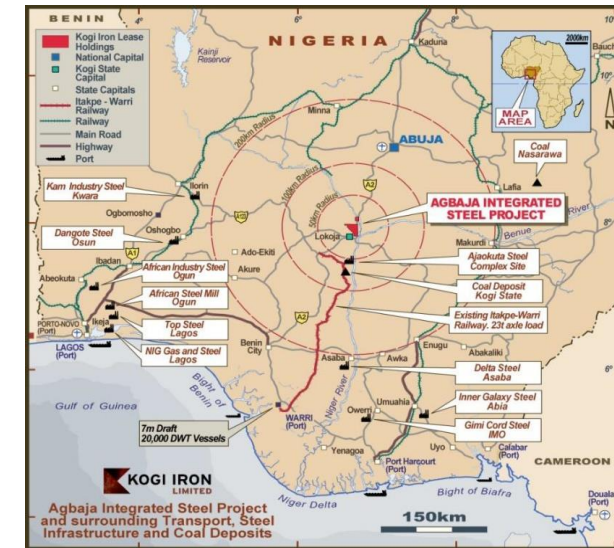 BENIN
4°
6°
8°
NIGERIA
Kogi Iron Lease
Holdings
National Capital
Kogi State
Capital
State Capitals
Itakpe - Warri
Railway
Railway
Main Road
Highway
Port
Kainji
Reservoir
Kaduna
Bauchi
2000km
MAP
AREA
N
Minna
200km Radius
100km Radius
50km Radius
ABUJA
A2
Coal
Nasarawa
Kam Industry Steel
Kwara
Ilorin
Ogbomosho
Lafia
AGBAJA INTEGRATED
STEEL PROJECT
8°
River
Benue
Dangote Steel
Osun
Oshogbo
Lokoja
Makurdi
Ado-Ekiti
Ajaokuta Steel
Complex Site
A1
Ibadan
African Industry Steel
Ogun
Akure
Abeokuta
Coal Deposit
Kogi State
African Steel Mill
Ogun
A2
Existing Itakpe-Warri
Railway. 23t axle load
PORTO-NOVO
(Port)
Ikeja
Top Steel
Lagos
LAGOS
(Port)
NIG Gas and Steel
Lagos
Benin
City
Enugu
Asaba
Awka
Abakaliki
6°
Delta Steel
Asaba
Bight of
Benin
Niger River
Gulf of Guinea
Umuahia
Inner Galaxy Steel
Abia
WARRI
(Port)
Owerri
Gimi Cord Steel
IMO
7m Draft
20,000 DWT Vessels
Yenagoa
Uyo
Calabar
(Port)
Port Harcourt
(Port)
CAMEROON
KOGI IRON
LIMITED
Niger Delta
Bight of Biafra
Douala
(Port)
Agbaja Integrated Steel Project
and surrounding Transport, Steel
Infrastructure and Coal Deposits
150km